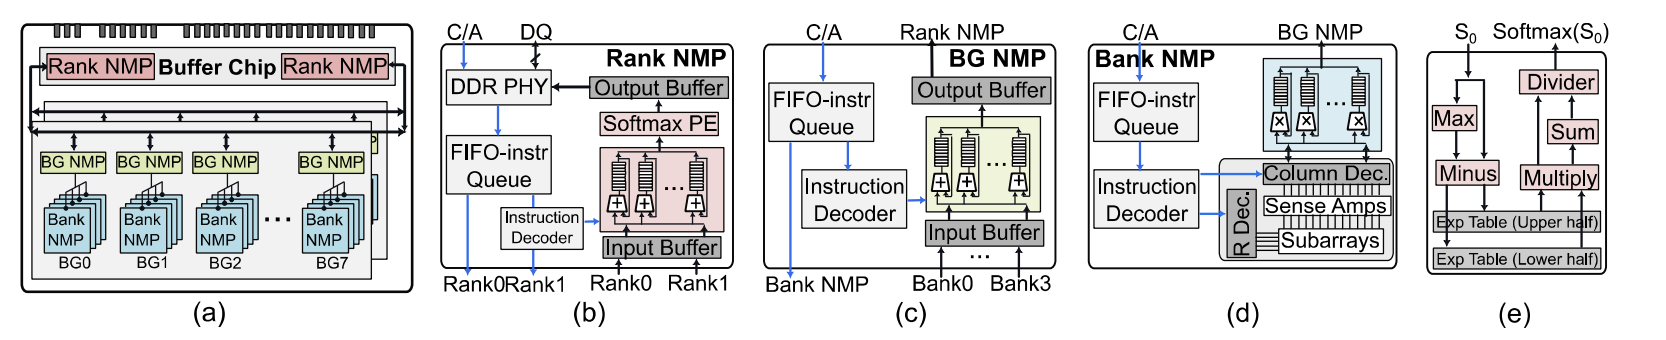 Rank NMP Buffer Chip Rank NMP
BG NMP BG NMP BG NMP BG NMP
Bank NMP
Bank NMP
Bank NMP
...
Bank NMP
BG0 BG1 BG2 BG7
(a)
C/A DQ
Rank NMP
DDR PHY
Output Buffer
Softmax PE
FIFO-instr
Queue
...
Instruction
Decoder
Input Buffer
Rank0 Rank1 Rank0 Rank1
(b)
C/A Rank NMP
BG NMP
FIFO-instr
Queue
Output Buffer
...
Instruction
Decoder
Input Buffer
...
Bank NMP Bank0 Bank3
(c)
C/A BG NMP
Bank NMP
FIFO-instr
Queue
...
Instruction
Decoder
Column Dec.
R Dec.
Sense Amps
Subarrays
(d)
S0 Softmax(S0)
Divider
Max
Sum
Minus
Multiply
Exp Table (Upper half)
Exp Table (Lower half)
(e)